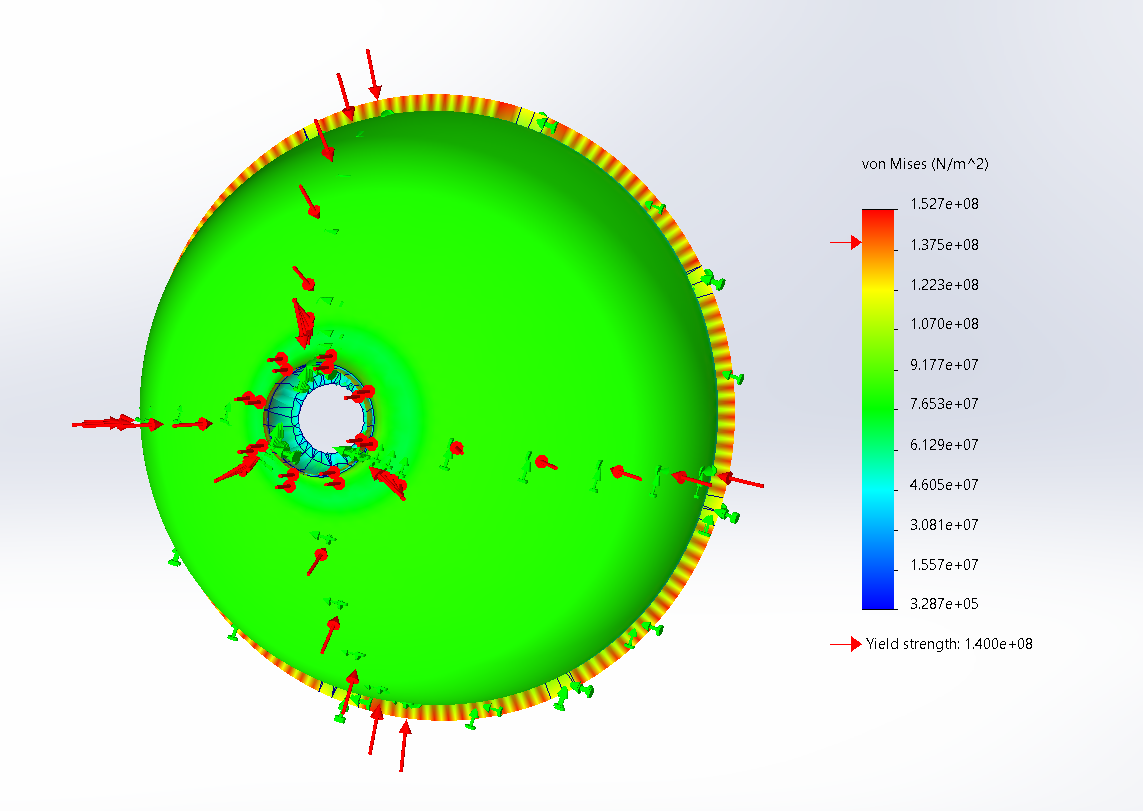 von Mises (N/m^2)
1.527e+08
1.375e+08
1.223e+08
1.070e+08
9.177e+07
7.653e+07
6.129e+07
4.605e+07
3.081e+07
1.557e+07
3.287e+05
Yield strength: 1.400e+08